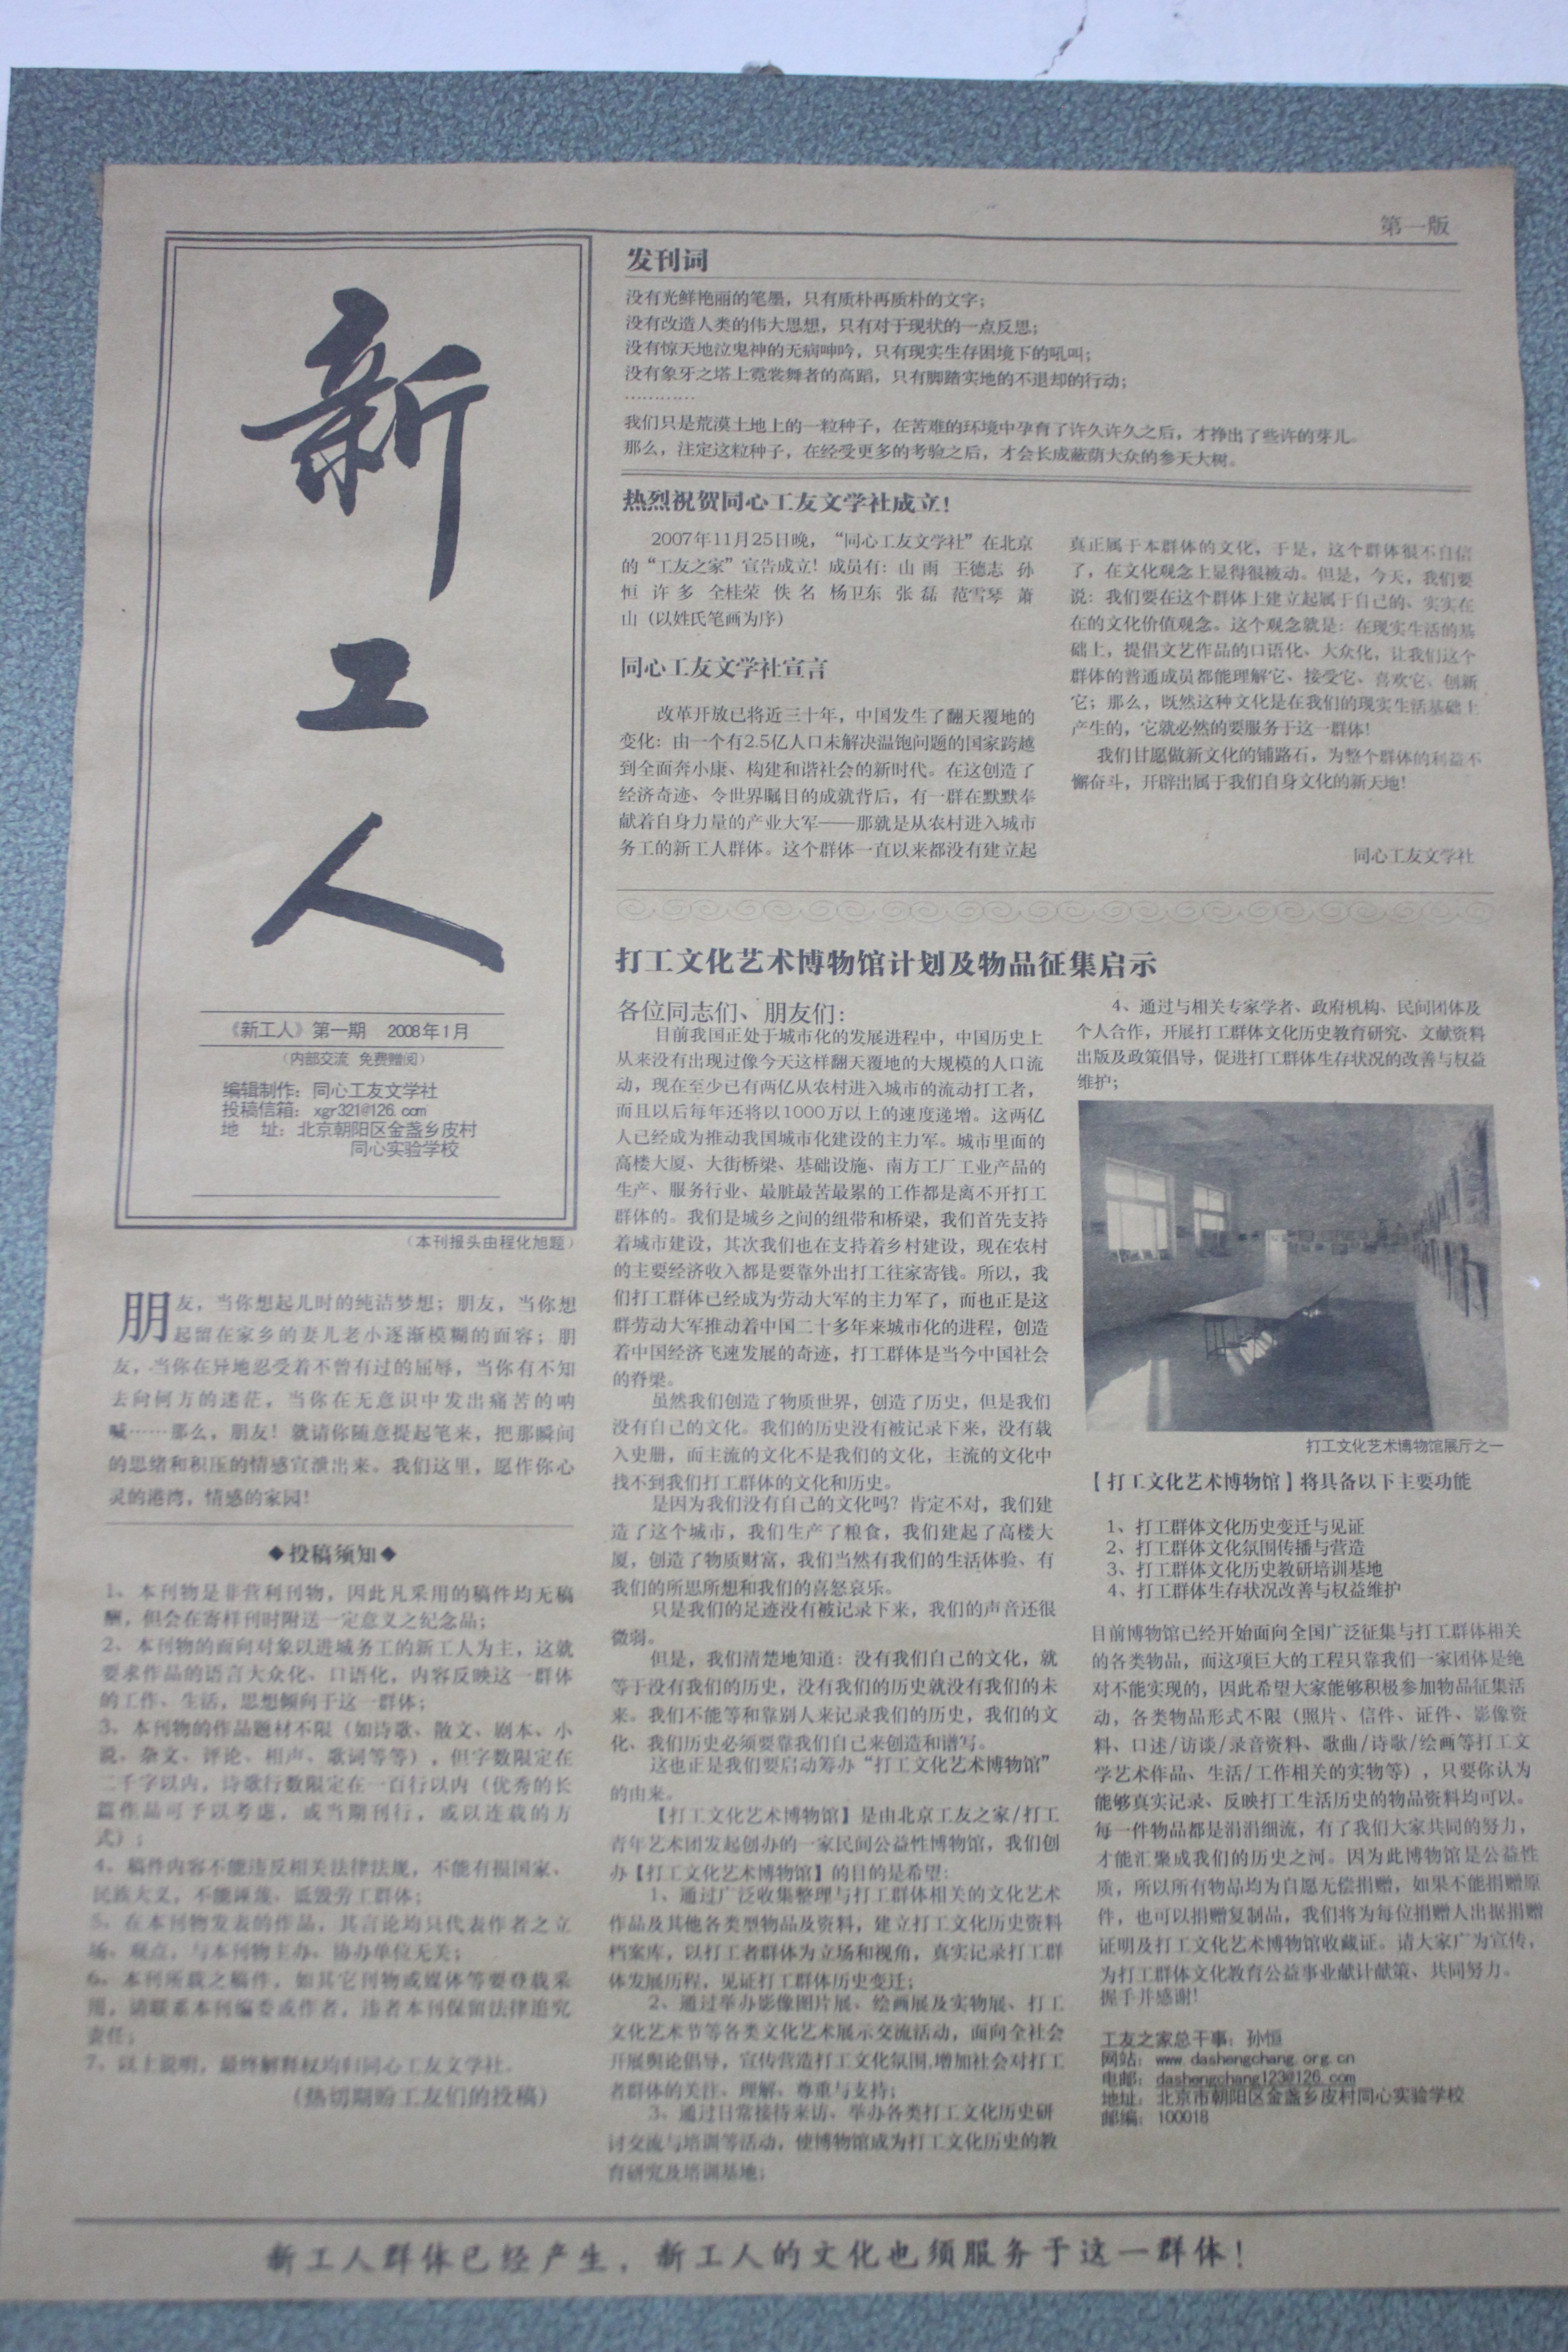 第一版
新
工
人
《新工人》第一期 2008年1月
（内部交流 免费赠阅）
编辑制作：同心工友文学社
投稿信箱：xgr321@126.com
地 址：北京朝阳区金盏乡皮村
同心实验学校
（本刊报头由程化旭题）
朋友，当你想起儿时的纯洁梦想；朋友，当你想
起留在家乡的妻儿老小逐渐模糊的面容；朋
友，当你在异地忍受着不曾有过的屈辱，当你有不知
去向何方的迷茫，当你在无意识中发出痛苦的呐
喊……那么，朋友！就请你随意提起笔来，把那瞬间
的思绪和积压的情感宣泄出来。我们这里，愿作你心
灵的港湾，情感的家园！
◆投稿须知◆
1、本刊物是非营利刊物，因此凡采用的稿件均无稿
酬，但会在寄样刊时附送一定意义之纪念品；
2、本刊物的面向对象以进城务工的新工人为主，这就
要求作品的语言大众化、口语化，内容反映这一群体
的工作、生活，思想倾向于这一群体；
3、本刊物的作品题材不限（如诗歌、散文、剧本、小
说、杂文、评论、相声、歌词等等），但字数限定在
二千字以内，诗歌行数限定在一百行以内（优秀的长
篇作品可予以考虑，或当期刊行，或以连载的方
式）；
4、稿件内容不能违反相关法律法规，不能有损国家、
民族大义，不能诬蔑、诋毁劳工群体；
5、在本刊物发表的作品，其言论均只代表作者之立
场、观点，与本刊物主办、协办单位无关；
6、本刊所载之稿件，如其它刊物或媒体等要登载采
用，请联系本刊编委或作者，违者本刊保留法律追究
责任；
7、以上说明，最终解释权均归同心工友文学社。
（热切期盼工友们的投稿）
发刊词
没有光鲜艳丽的笔墨，只有质朴再质朴的文字；
没有改造人类的伟大思想，只有对于现状的一点反思；
没有惊天地泣鬼神的无病呻吟，只有现实生存困境下的吼叫；
没有象牙之塔上霓裳舞者的高蹈，只有脚踏实地的不退却的行动；
…………
我们只是荒漠土地上的一粒种子，在苦难的环境中孕育了许久许久之后，才挣出了些许的芽儿。
那么，注定这粒种子，在经受更多的考验之后，才会长成蔽荫大众的参天大树。
热烈祝贺同心工友文学社成立！
2007年11月25日晚，“同心工友文学社”在北京
的“工友之家”宣告成立！成员有：山 雨 王德志 孙
恒 许 多 全桂荣 佚 名 杨卫东 张 磊 范雪琴 萧
山（以姓氏笔画为序）
同心工友文学社宣言
改革开放已将近三十年，中国发生了翻天覆地的
变化：由一个有2.5亿人口未解决温饱问题的国家跨越
到全面奔小康、构建和谐社会的新时代。在这创造了
经济奇迹、令世界瞩目的成就背后，有一群在默默奉
献着自身力量的产业大军——那就是从农村进入城市
务工的新工人群体。这个群体一直以来都没有建立起
真正属于本群体的文化，于是，这个群体很不自信
了，在文化观念上显得很被动。但是，今天，我们要
说：我们要在这个群体上建立起属于自己的、实实在
在的文化价值观念。这个观念就是：在现实生活的基
础上，提倡文艺作品的口语化、大众化，让我们这个
群体的普通成员都能理解它、接受它、喜欢它、创新
它；那么，既然这种文化是在我们的现实生活基础上
产生的，它就必然的要服务于这一群体！
我们甘愿做新文化的铺路石，为整个群体的利益不
懈奋斗，开辟出属于我们自身文化的新天地！
同心工友文学社
打工文化艺术博物馆计划及物品征集启示
各位同志们、朋友们：
目前我国正处于城市化的发展进程中，中国历史上
从来没有出现过像今天这样翻天覆地的大规模的人口流
动，现在至少已有两亿从农村进入城市的流动打工者，
而且以后每年还将以1000万以上的速度递增。这两亿
人已经成为推动我国城市化建设的主力军。城市里面的
高楼大厦、大街桥梁、基础设施、南方工厂工业产品的
生产、服务行业、最脏最苦最累的工作都是离不开打工
群体的。我们是城乡之间的纽带和桥梁，我们首先支持
着城市建设，其次我们也在支持着乡村建设，现在农村
的主要经济收入都是要靠外出打工往家寄钱。所以，我
们打工群体已经成为劳动大军的主力军了，而也正是这
群劳动大军推动着中国二十多年来城市化的进程，创造
着中国经济飞速发展的奇迹，打工群体是当今中国社会
的脊梁。
虽然我们创造了物质世界，创造了历史，但是我们
没有自己的文化。我们的历史没有被记录下来，没有载
入史册，而主流的文化不是我们的文化，主流的文化中
找不到我们打工群体的文化和历史。
是因为我们没有自己的文化吗？肯定不对，我们建
造了这个城市，我们生产了粮食，我们建起了高楼大
厦，创造了物质财富，我们当然有我们的生活体验、有
我们的所思所想和我们的喜怒哀乐。
只是我们的足迹没有被记录下来，我们的声音还很
微弱。
但是，我们清楚地知道：没有我们自己的文化，就
等于没有我们的历史，没有我们的历史就没有我们的未
来。我们不能等和靠别人来记录我们的历史，我们的文
化、我们历史必须要靠我们自己来创造和谱写。
这也正是我们要启动筹办“打工文化艺术博物馆”
的由来。
【打工文化艺术博物馆】是由北京工友之家/打工
青年艺术团发起创办的一家民间公益性博物馆，我们创
办【打工文化艺术博物馆】的目的是希望：
1、通过广泛收集整理与打工群体相关的文化艺术
作品及其他各类型物品及资料，建立打工文化历史资料
档案库，以打工者群体为立场和视角，真实记录打工群
体发展历程，见证打工群体历史变迁；
2、通过举办影像图片展、绘画展及实物展、打工
文化艺术节等各类文化艺术展示交流活动，面向全社会
开展舆论倡导，宣传营造打工文化氛围,增加社会对打工
者群体的关注、理解、尊重与支持；
3、通过日常接待来访、举办各类打工文化历史研
讨交流与培训等活动，使博物馆成为打工文化历史的教
育研究及培训基地；
4、通过与相关专家学者、政府机构、民间团体及
个人合作，开展打工群体文化历史教育研究、文献资料
出版及政策倡导，促进打工群体生存状况的改善与权益
维护；
打工文化艺术博物馆展厅之一
【打工文化艺术博物馆】将具备以下主要功能
1、打工群体文化历史变迁与见证
2、打工群体文化氛围传播与营造
3、打工群体文化历史教研培训基地
4、打工群体生存状况改善与权益维护
目前博物馆已经开始面向全国广泛征集与打工群体相关
的各类物品，而这项巨大的工程只靠我们一家团体是绝
对不能实现的，因此希望大家能够积极参加物品征集活
动，各类物品形式不限（照片、信件、证件、影像资
料、口述/访谈/录音资料、歌曲/诗歌/绘画等打工文
学艺术作品、生活/工作相关的实物等），只要你认为
能够真实记录、反映打工生活历史的物品资料均可以。
每一件物品都是涓涓细流，有了我们大家共同的努力，
才能汇聚成我们的历史之河。因为此博物馆是公益性
质，所以所有物品均为自愿无偿捐赠，如果不能捐赠原
件，也可以捐赠复制品，我们将为每位捐赠人出据捐赠
证明及打工文化艺术博物馆收藏证。请大家广为宣传，
为打工群体文化教育公益事业献计献策、共同努力。
握手并感谢！
工友之家总干事：孙恒
网站：www.dashengchang.org.cn
电邮：dashengchang123@126.com
地址：北京市朝阳区金盏乡皮村同心实验学校
邮编：100018
新工人群体已经产生，新工人的文化也须服务于这一群体！